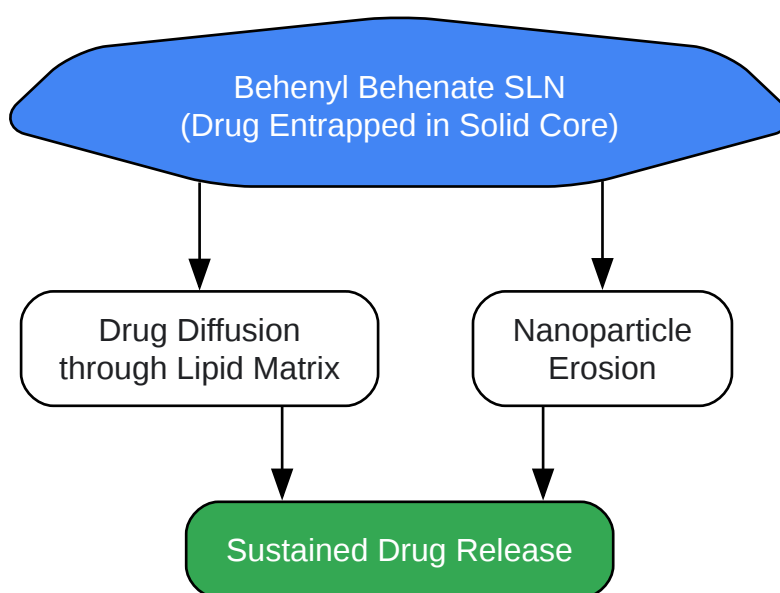 Behenyl Behenate SLN
(Drug Entrapped in Solid Core)
Drug Diffusion
through Lipid Matrix
Nanoparticle
Erosion
Sustained Drug Release